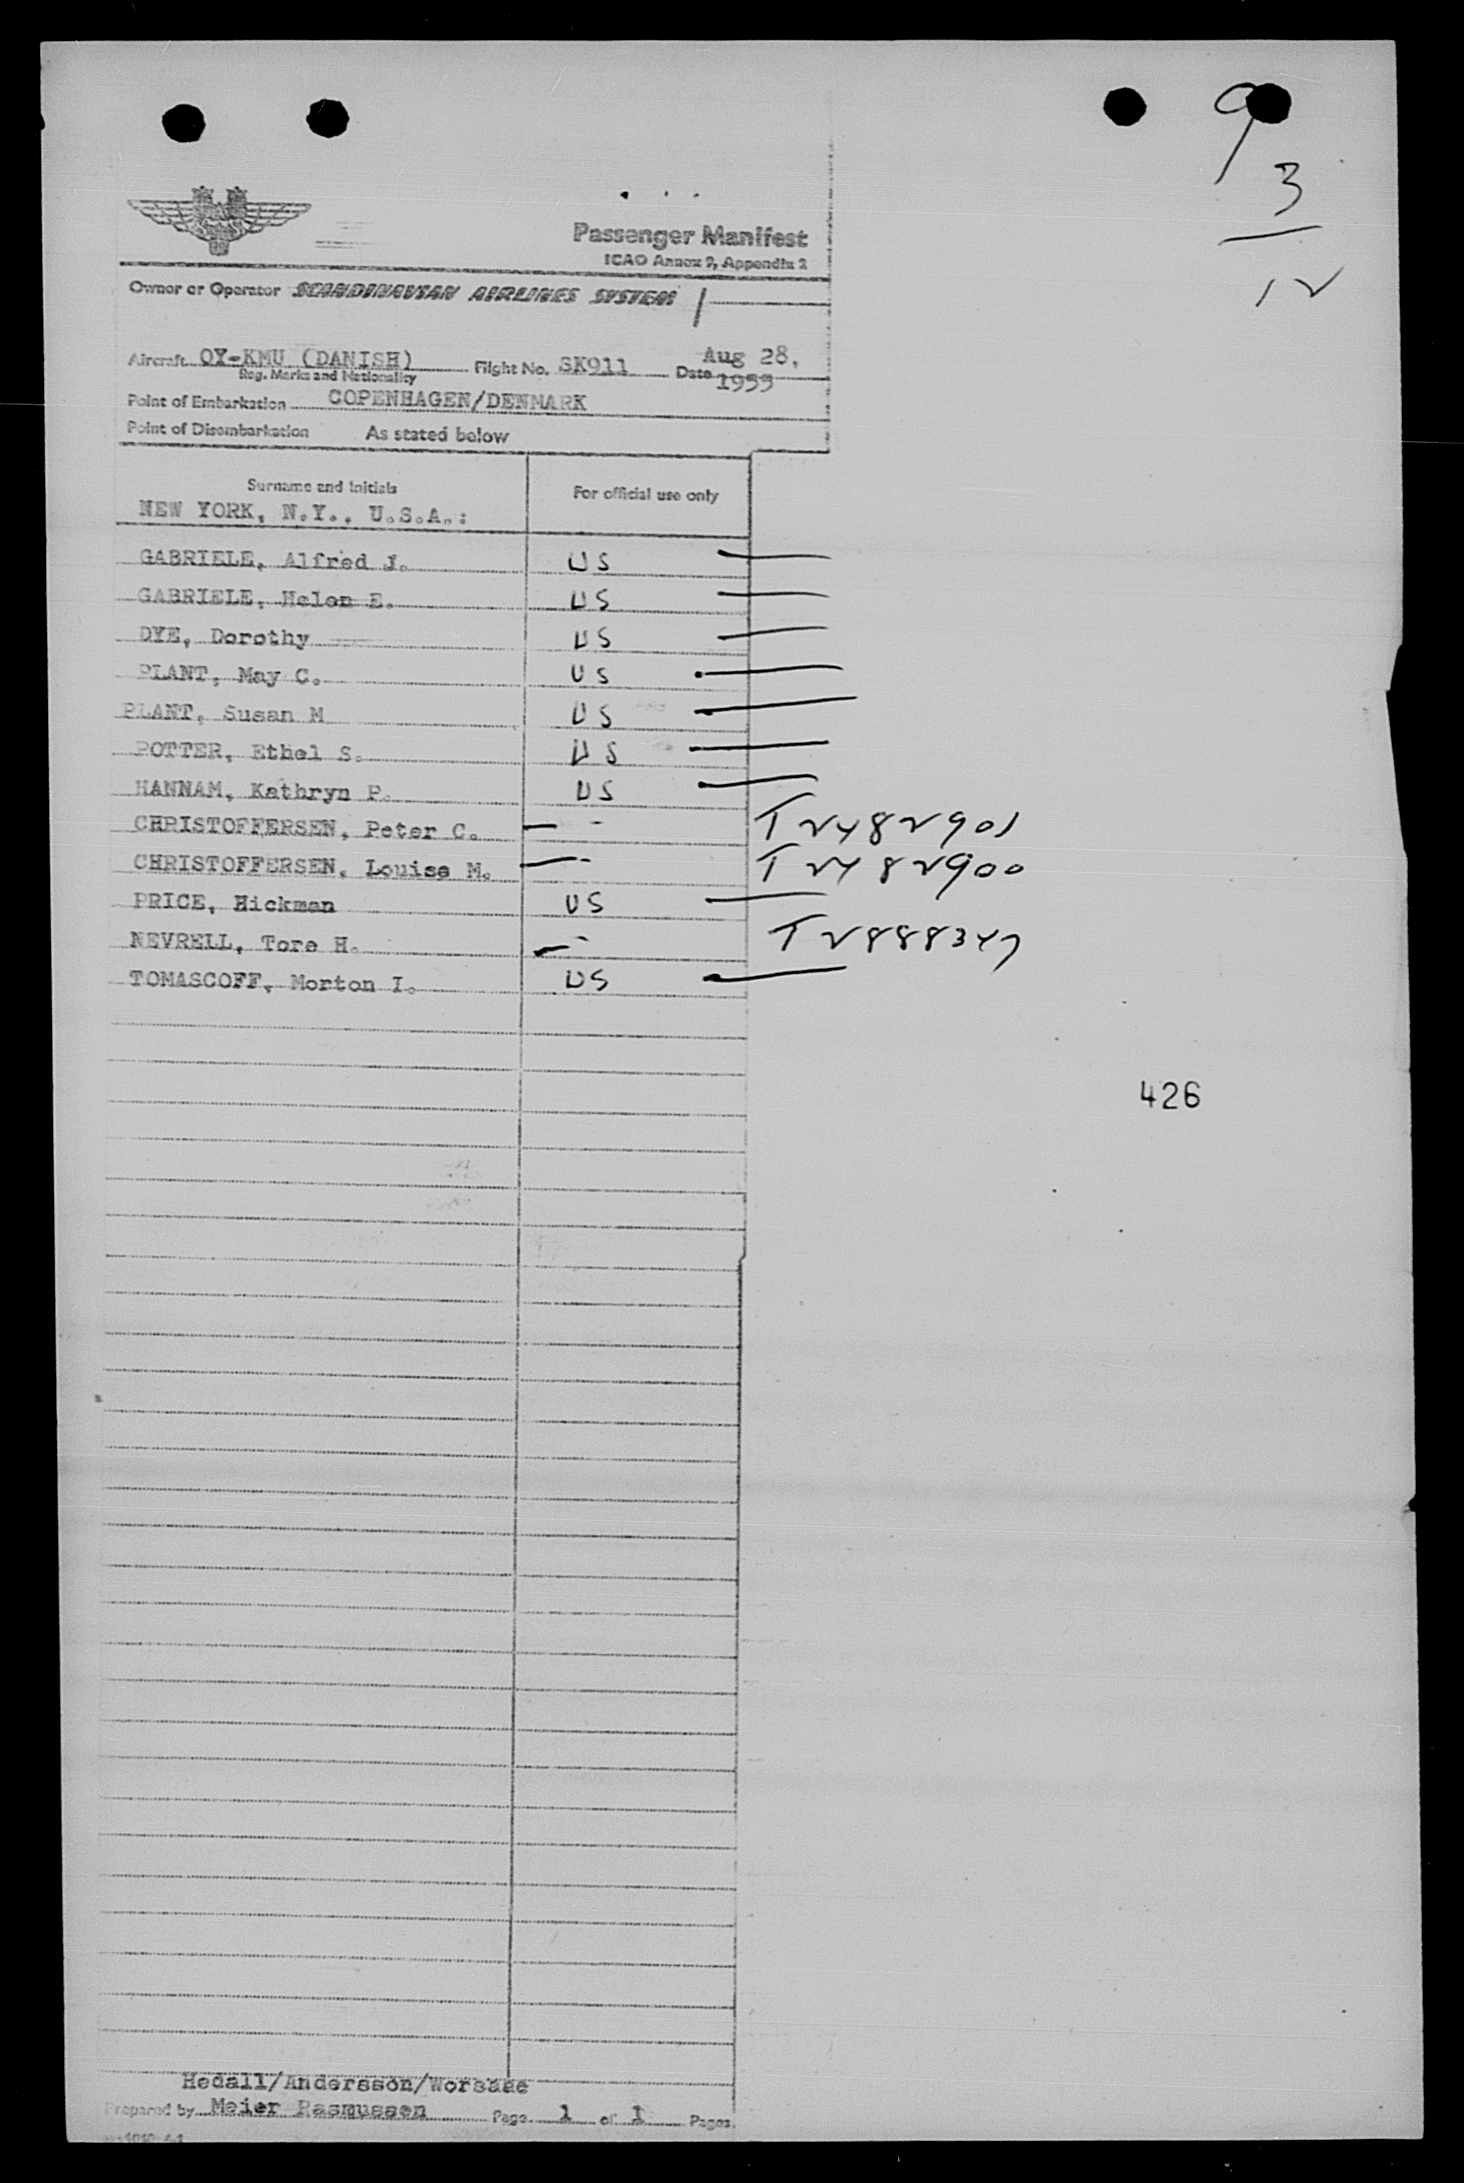 9
3
12
Passenger Manifest
ICAO Annex 9, Appendix 2
Owner or Operator SCANDINAVIAN AIRLINES SYSTEM
Aircraft OY-KMU (DANISH) Flight No. SK911 Date Aug 28, 1955
Reg. Marks and Nationality
Point of Embarkation COPENHAGEN/DENMARK
Point of Disembarkation As stated below
Surname and Initials For official use only
NEW YORK, N.Y., U.S.A.:
GABRIELE, Alfred J. US
GABRIELE, Helen E. US
DYE, Dorothy US
PLANT, May C. US
PLANT, Susan M US
POTTER, Ethel S. US
HANNAM, Kathryn P. US
CHRISTOFFERSEN, Peter C. — - T2482901
CHRISTOFFERSEN, Louise M. — - T2482900
PRICE, Hickman US
NEVRELL, Tore H. — - T2888347
TOMASCOFF, Morton I. US
426
Hedall/Andersson/Worsaae
Prepared by Meier Rasmussen Page 1 of 1 Pages.